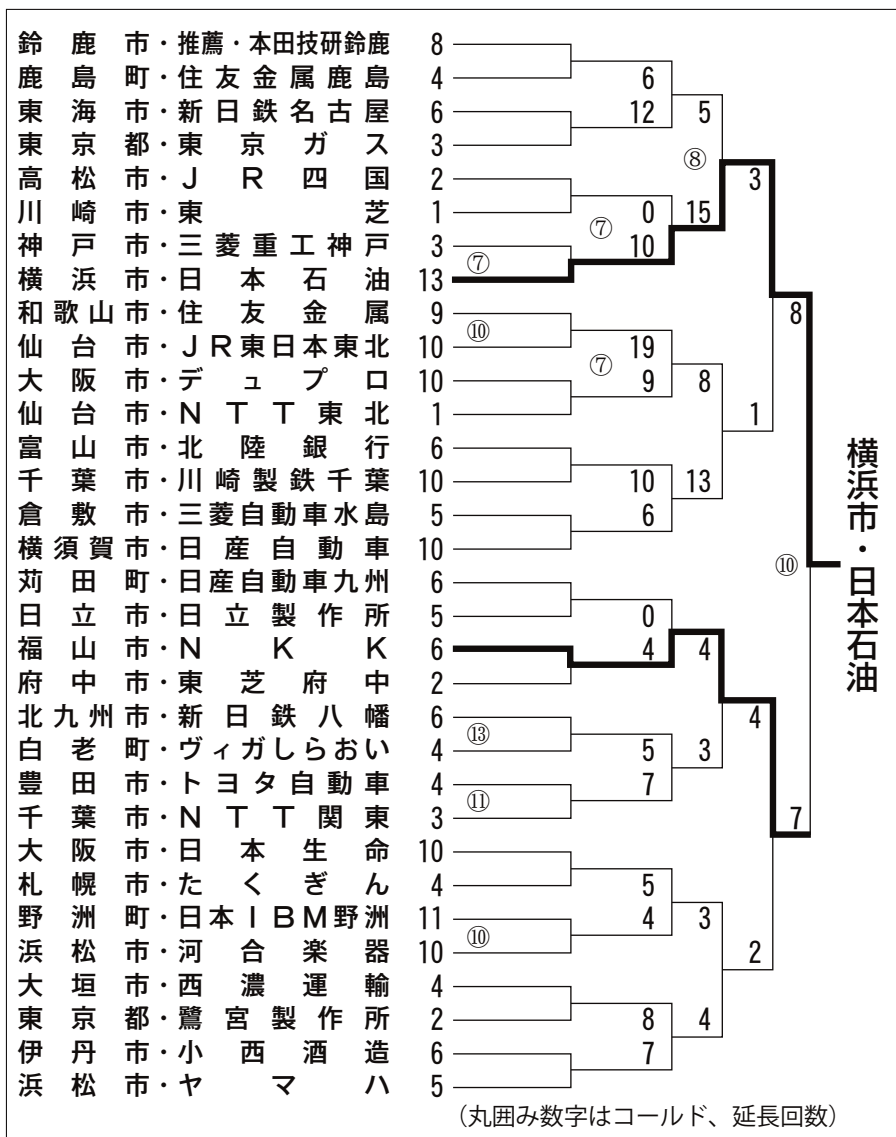 鈴鹿市・推薦・本田技研鈴鹿 8
鹿島町・住友金属鹿島 4
6
東海市・新日鉄名古屋 6
12 5
東京都・東京ガス 3
⑧ 3
高松市・JR四国 2
川崎市・東芝 1
0 15
⑦
神戸市・三菱重工神戸 3
10
⑦
横浜市・日本石油 13
和歌山市・住友金属 9
8
⑩
仙台市・JR東日本東北 10
19
⑦
大阪市・デュプロ 10
9 8
仙台市・NTT東北 1
1
富山市・北陸銀行 6
千葉市・川崎製鉄千葉 10
10 13
倉敷市・三菱自動車水島 5
6
横須賀市・日産自動車 10
⑩
横浜市・日本石油
苅田町・日産自動車九州 6
日立市・日立製作所 5
0
福山市・NKK 6
4 4
府中市・東芝府中 2
北九州市・新日鉄八幡 6
4
⑬
白老町・ヴィガしらおい 4
5 3
豊田市・トヨタ自動車 4
7
⑪
千葉市・NTT関東 3
7
大阪市・日本生命 10
札幌市・たくぎん 4
5
野洲町・日本IBM野洲 11
4 3
⑩
浜松市・河合楽器 10
2
大垣市・西濃運輸 4
東京都・鷺宮製作所 2
8 4
伊丹市・小西酒造 6
7
浜松市・ヤマハ 5
（丸囲み数字はコールド、延長回数）